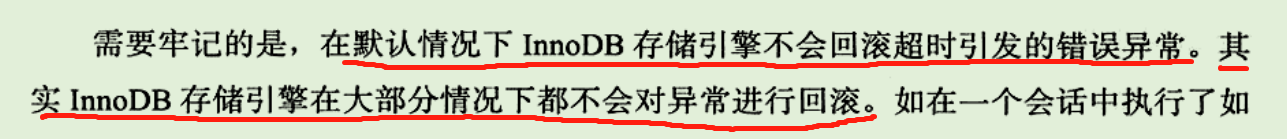 需要牢记的是，在默认情况下 InnoDB 存储引擎不会回滚超时引发的错误异常。其
实 InnoDB 存储引擎在大部分情况下都不会对异常进行回滚。如在一个会话中执行了如